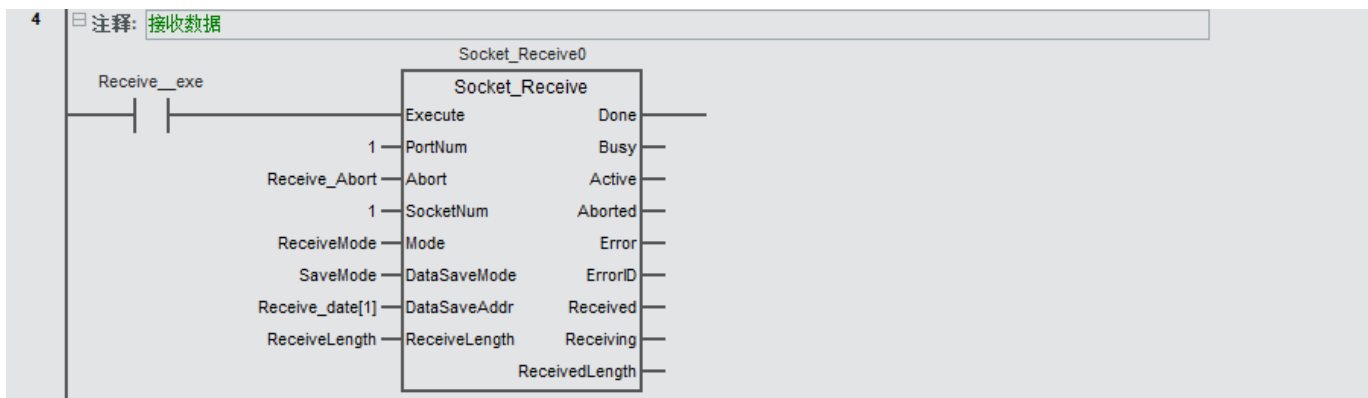 4 注释: 接收数据
Socket_Receive0
Receive__exe Socket_Receive
Execute Done
1 PortNum Busy
Receive_Abort Abort Active
1 SocketNum Aborted
ReceiveMode Mode Error
SaveMode DataSaveMode ErrorID
Receive_date[1] DataSaveAddr Received
ReceiveLength ReceiveLength Receiving
ReceivedLength